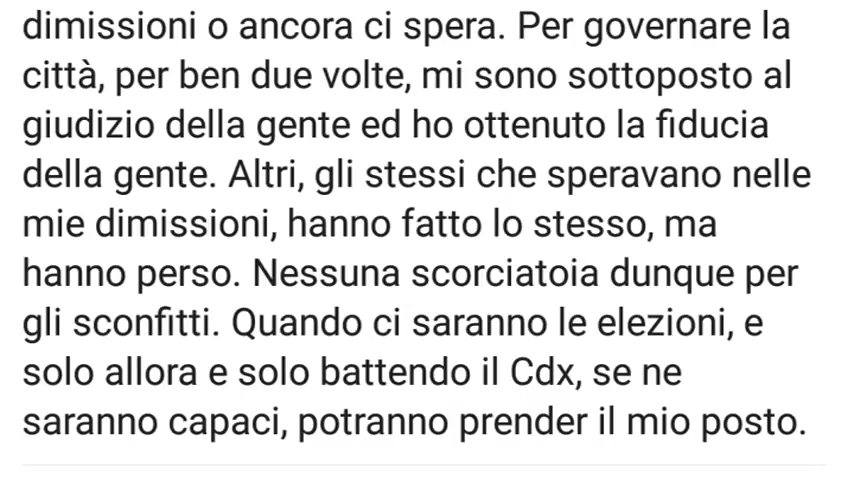 dimissioni o ancora ci spera. Per governare la
città, per ben due volte, mi sono sottoposto al
giudizio della gente ed ho ottenuto la fiducia
della gente. Altri, gli stessi che speravano nelle
mie dimissioni, hanno fatto lo stesso, ma
hanno perso. Nessuna scorciatoia dunque per
gli sconfitti. Quando ci saranno le elezioni, e
solo allora e solo battendo il Cdx, se ne
saranno capaci, potranno prender il mio posto.